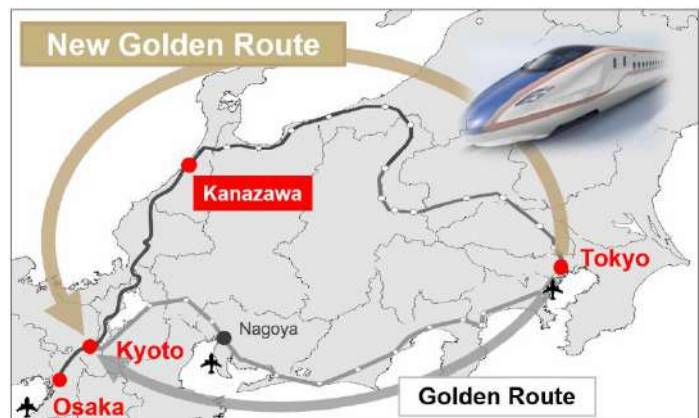 New Golden Route
Kanazawa
Tokyo
Nagoya
Kyoto
Golden Route
Osaka